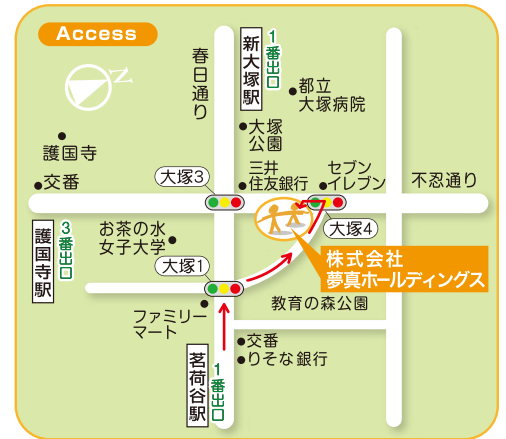 Access
N
春日通り
新大塚駅
1番出口
都立
大塚病院
大塚
公園
護国寺
交番
大塚3
三井
住友銀行
セブン
イレブン
不忍通り
護国寺駅
3番出口
お茶の水
女子大学
大塚4
大塚1
株式会社
夢真ホールディングス
教育の森公園
ファミリー
マート
交番
りそな銀行
茗荷谷駅
1番出口